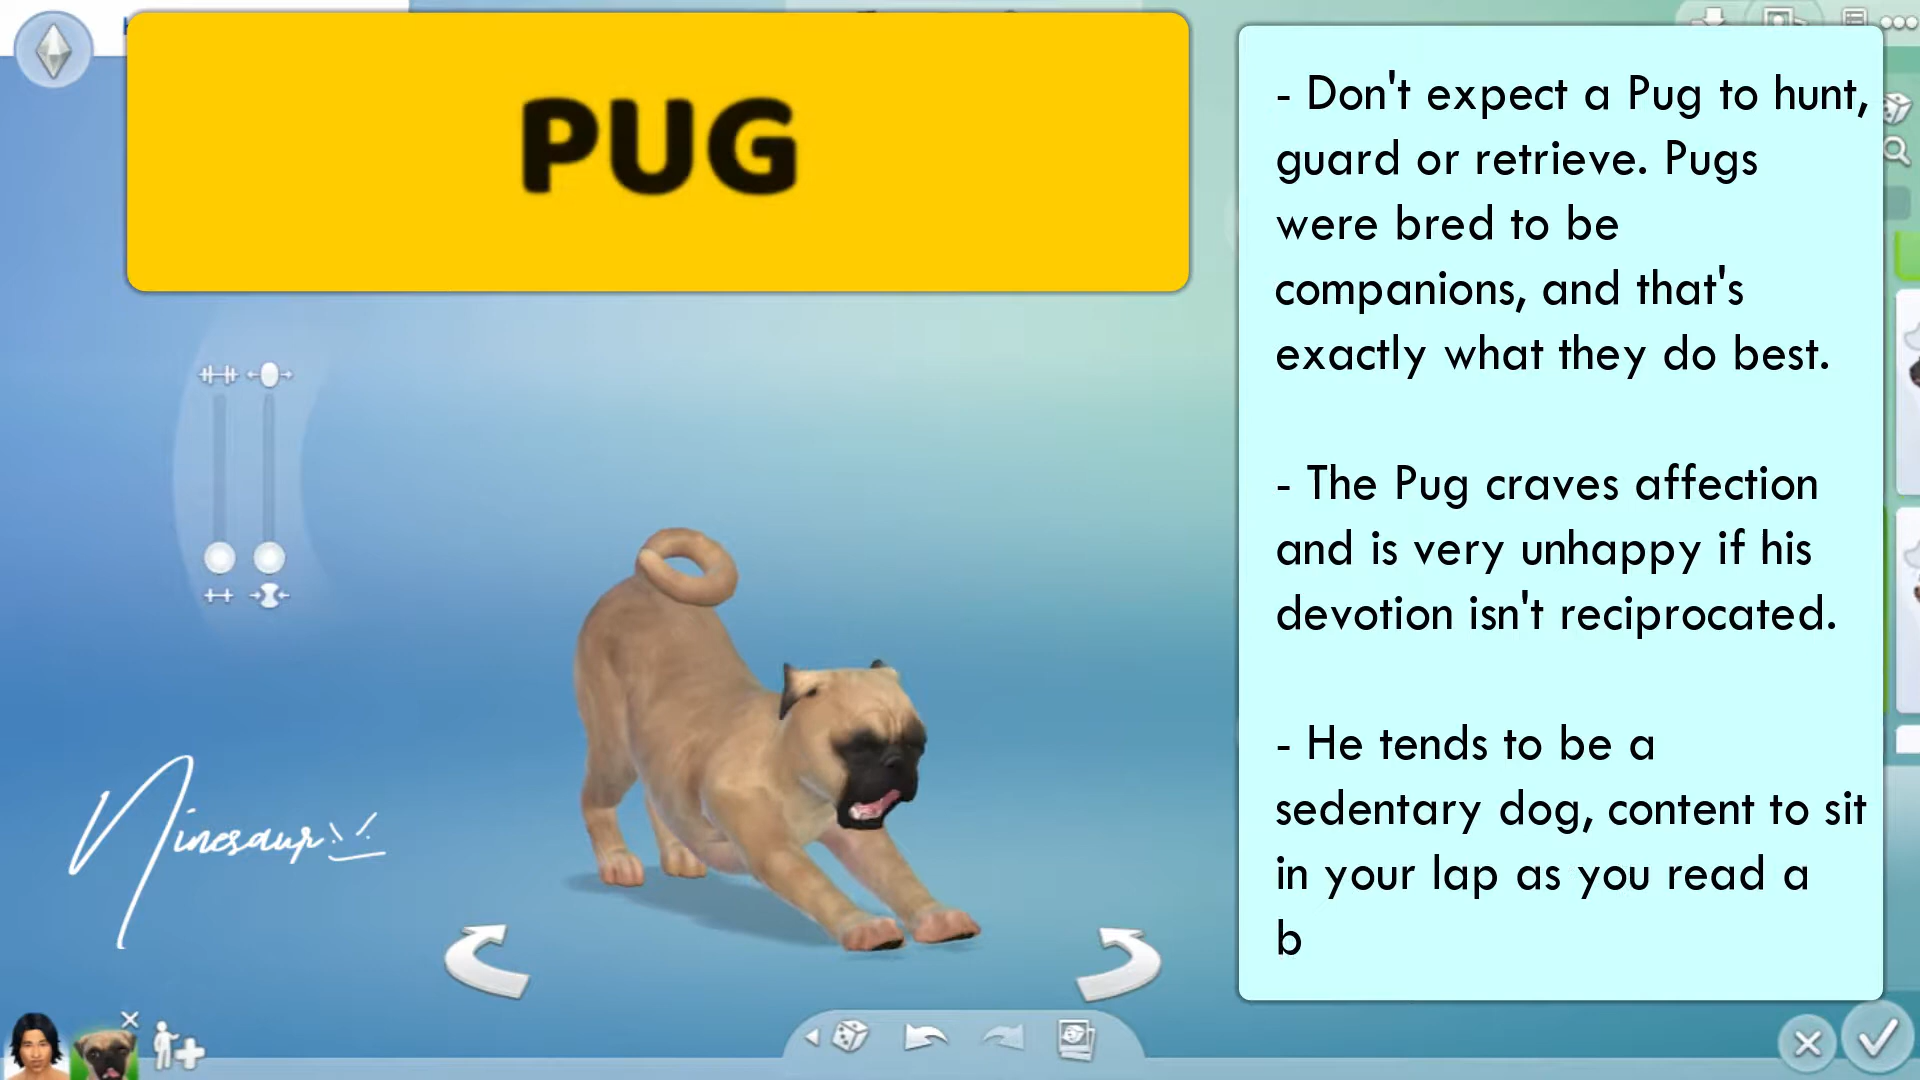 PUG
- Don't expect a Pug to hunt,
guard or retrieve. Pugs
were bred to be
companions, and that's
exactly what they do best.
- The Pug craves affection
and is very unhappy if his
devotion isn't reciprocated.
- He tends to be a
sedentary dog, content to sit
in your lap as you read a
b
Ninesaur